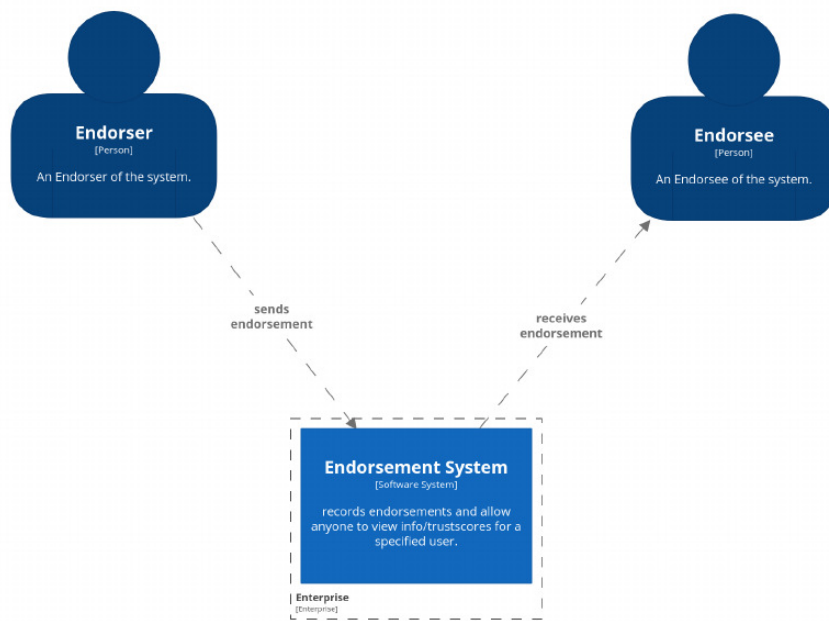 Endorser
[Person]
An Endorser of the system.
Endorsee
[Person]
An Endorsee of the system.
sends
endorsement
receives
endorsement
Endorsement System
[Software System]
records endorsements and allow
anyone to view info/trustscores for a
specified user.
Enterprise
[Enterprise]